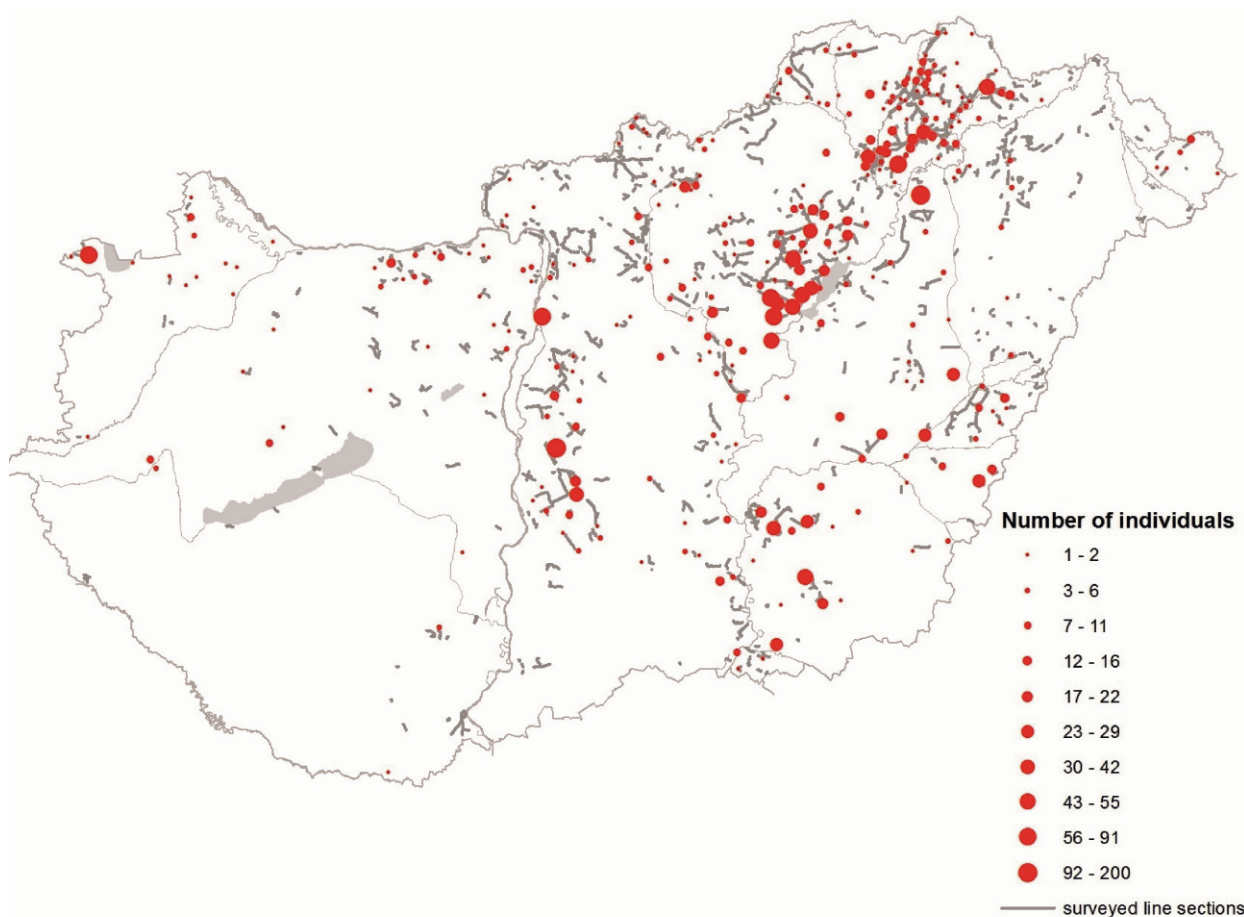 Number of individuals
1 - 2
3 - 6
7 - 11
12 - 16
17 - 22
23 - 29
30 - 42
43 - 55
56 - 91
92 - 200
surveyed line sections